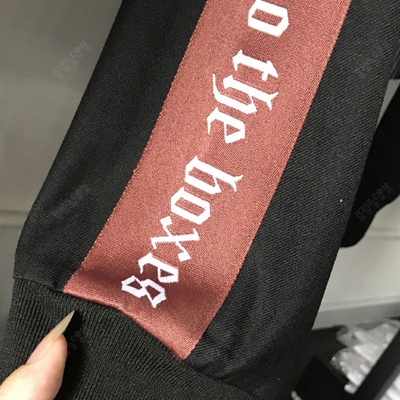 o the boxes